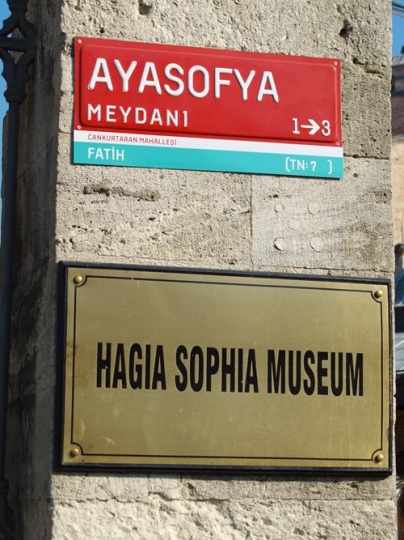 AYASOFYA
MEYDANI
1→3
CANKURTARAN MAHALLESİ
FATİH
(TN:7 )
HAGIA SOPHIA MUSEUM